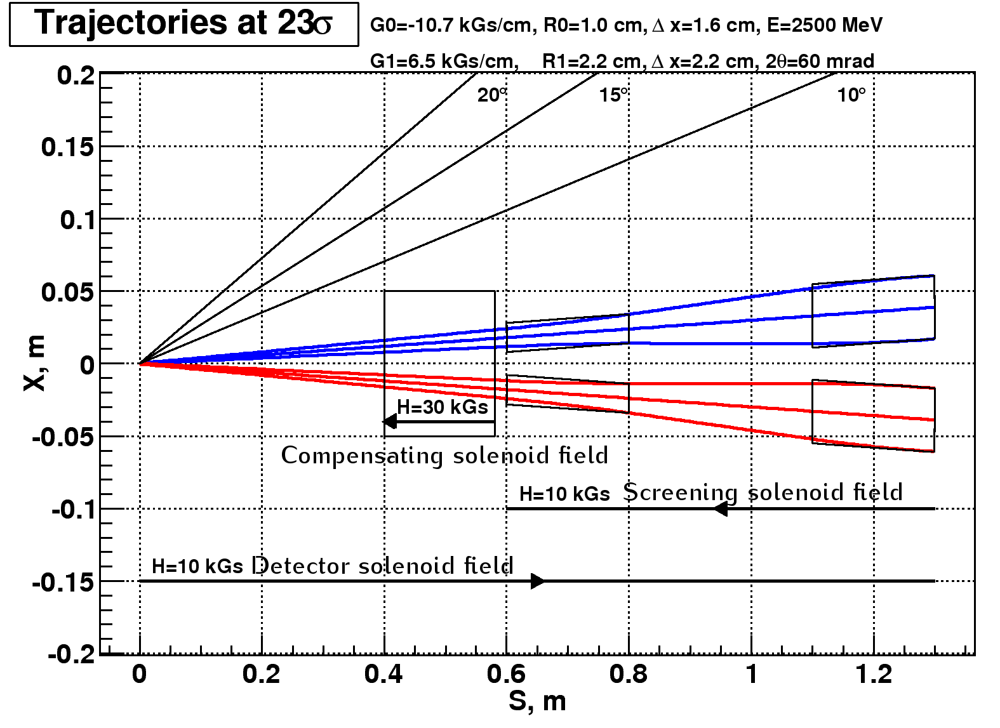 Trajectories at 23σ
G0=-10.7 kGs/cm, R0=1.0 cm, Δ x=1.6 cm, E=2500 MeV
G1=6.5 kGs/cm, R1=2.2 cm, Δ x=2.2 cm, 2θ=60 mrad
0.2
20° 15° 10°
0.15
0.1
0.05
0
X, m
H=30 kGs
-0.05
Compensating solenoid field
H=10 kGs Screening solenoid field
-0.1
H=10 kGs Detector solenoid field
-0.15
-0.2
0 0.2 0.4 0.6 0.8 1 1.2
S, m